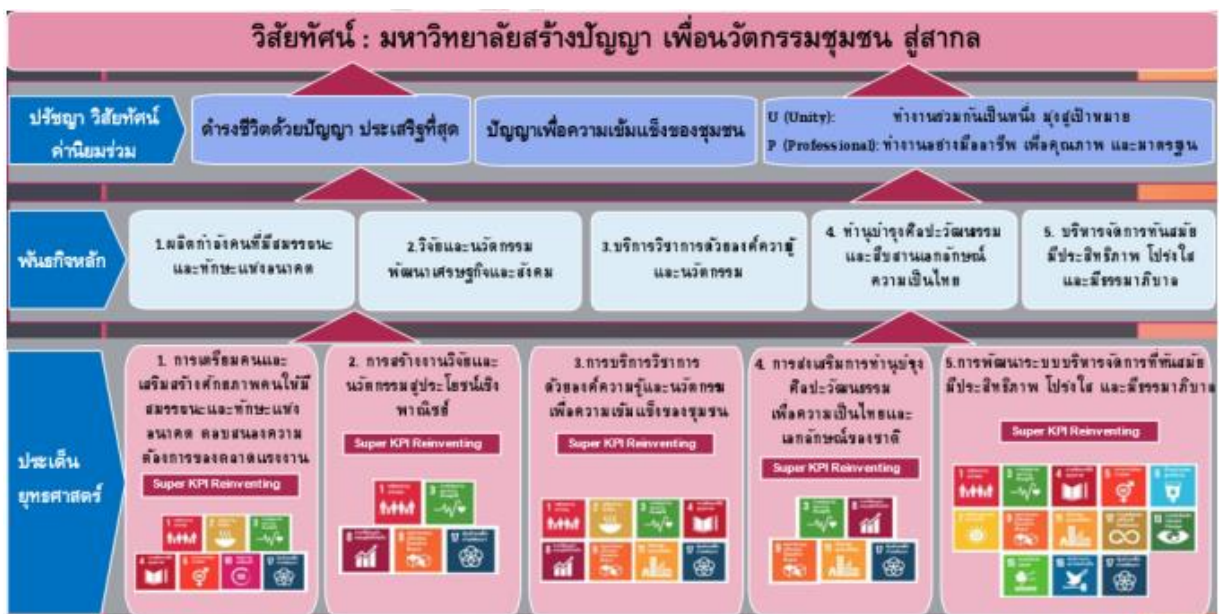 วิสัยทัศน์ : มหาวิทยาลัยสร้างปัญญา เพื่อนวัตกรรมชุมชน สู่สากล
ปรัชญา วิสัยทัศน์
ค่านิยมร่วม
ดำรงชีวิตด้วยปัญญา ประเสริฐที่สุด
ปัญญาเพื่อความเข้มแข็งของชุมชน
U (Unity): ทำงานร่วมกันเป็นหนึ่ง มุ่งสู่เป้าหมาย
P (Professional): ทำงานอย่างมืออาชีพ เพื่อคุณภาพ และมาตรฐาน
พันธกิจหลัก
1.ผลิตกำลังคนที่มีสมรรถนะ
และทักษะแห่งอนาคต
2.วิจัยและนวัตกรรม
พัฒนาเศรษฐกิจและสังคม
3.บริการวิชาการด้วยองค์ความรู้
และนวัตกรรม
4. ทำนุบำรุงศิลปะวัฒนธรรม
และสืบสานเอกลักษณ์
ความเป็นไทย
5. บริหารจัดการทันสมัย
มีประสิทธิภาพ โปร่งใส
และมีธรรมาภิบาล
ประเด็น
ยุทธศาสตร์
1. การเตรียมคนและ
เสริมสร้างศักยภาพคนให้มี
สมรรถนะและทักษะแห่ง
อนาคต ตอบสนองความ
ต้องการของตลาดแรงงาน
Super KPI Reinventing
2. การสร้างงานวิจัยและ
นวัตกรรมสู่ประโยชน์เชิง
พาณิชย์
Super KPI Reinventing
3.การบริการวิชาการ
ด้วยองค์ความรู้และนวัตกรรม
เพื่อความเข้มแข็งของชุมชน
Super KPI Reinventing
4. การส่งเสริมการทำนุบำรุง
ศิลปะวัฒนธรรม
เพื่อความเป็นไทยและ
เอกลักษณ์ของชาติ
Super KPI Reinventing
5.การพัฒนาระบบบริหารจัดการที่ทันสมัย
มีประสิทธิภาพ โปร่งใส และมีธรรมาภิบาล
Super KPI Reinventing